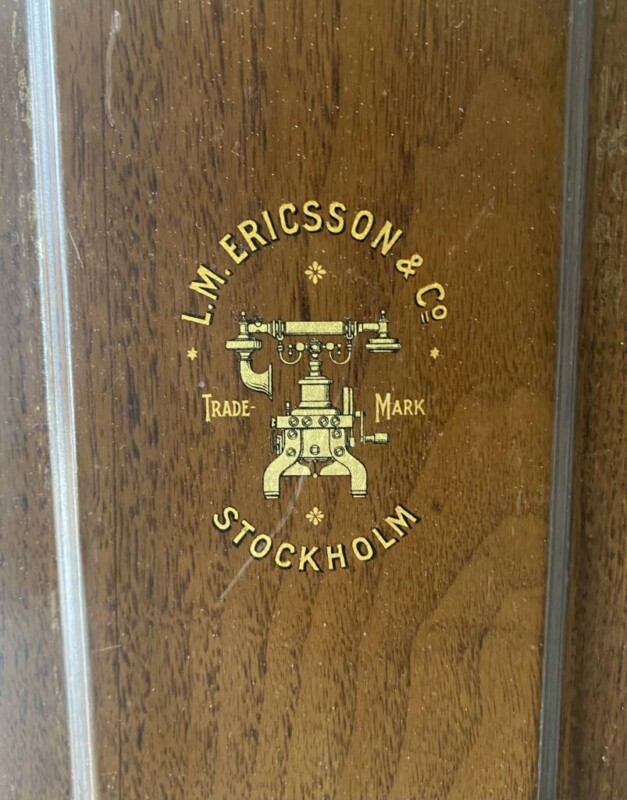 L.M. ERICSSON & Co
TRADE- MARK
STOCKHOLM